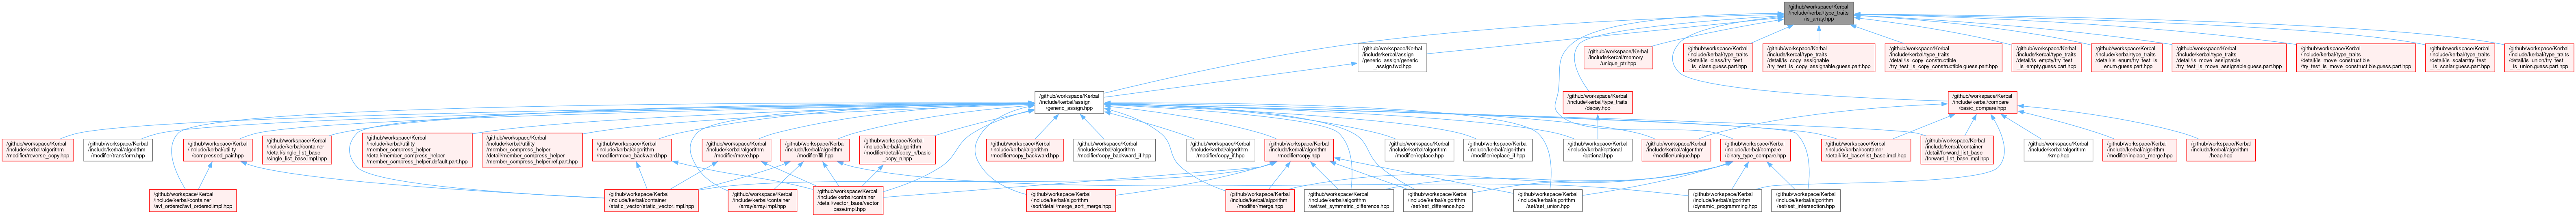 /github/workspace/Kerbal
/include/kerbal/type_traits
/is_array.hpp
/github/workspace/Kerbal
/include/kerbal/assign
/generic_assign/generic
_assign.fwd.hpp
/github/workspace/Kerbal
/include/kerbal/memory
/unique_ptr.hpp
/github/workspace/Kerbal
/include/kerbal/type_traits
/detail/is_class/try_test
_is_class.guess.part.hpp
/github/workspace/Kerbal
/include/kerbal/type_traits
/detail/is_copy_assignable
/try_test_is_copy_assignable.guess.part.hpp
/github/workspace/Kerbal
/include/kerbal/type_traits
/detail/is_copy_constructible
/try_test_is_copy_constructible.guess.part.hpp
/github/workspace/Kerbal
/include/kerbal/type_traits
/detail/is_empty/try_test
_is_empty.guess.part.hpp
/github/workspace/Kerbal
/include/kerbal/type_traits
/detail/is_enum/try_test_is
_enum.guess.part.hpp
/github/workspace/Kerbal
/include/kerbal/type_traits
/detail/is_move_assignable
/try_test_is_move_assignable.guess.part.hpp
/github/workspace/Kerbal
/include/kerbal/type_traits
/detail/is_move_constructible
/try_test_is_move_constructible.guess.part.hpp
/github/workspace/Kerbal
/include/kerbal/type_traits
/detail/is_scalar/try_test
_is_scalar.guess.part.hpp
/github/workspace/Kerbal
/include/kerbal/type_traits
/detail/is_union/try_test
_is_union.guess.part.hpp
/github/workspace/Kerbal
/include/kerbal/assign
/generic_assign.hpp
/github/workspace/Kerbal
/include/kerbal/type_traits
/decay.hpp
/github/workspace/Kerbal
/include/kerbal/compare
/basic_compare.hpp
/github/workspace/Kerbal
/include/kerbal/algorithm
/modifier/reverse_copy.hpp
/github/workspace/Kerbal
/include/kerbal/algorithm
/modifier/transform.hpp
/github/workspace/Kerbal
/include/kerbal/utility
/compressed_pair.hpp
/github/workspace/Kerbal
/include/kerbal/container
/detail/single_list_base
/single_list_base.impl.hpp
/github/workspace/Kerbal
/include/kerbal/utility
/member_compress_helper
/detail/member_compress_helper
/member_compress_helper.default.part.hpp
/github/workspace/Kerbal
/include/kerbal/utility
/member_compress_helper
/detail/member_compress_helper
/member_compress_helper.ref.part.hpp
/github/workspace/Kerbal
/include/kerbal/algorithm
/modifier/move_backward.hpp
/github/workspace/Kerbal
/include/kerbal/algorithm
/modifier/move.hpp
/github/workspace/Kerbal
/include/kerbal/algorithm
/modifier/fill.hpp
/github/workspace/Kerbal
/include/kerbal/algorithm
/modifier/detail/copy_n/basic
_copy_n.hpp
/github/workspace/Kerbal
/include/kerbal/algorithm
/modifier/copy_backward.hpp
/github/workspace/Kerbal
/include/kerbal/algorithm
/modifier/copy_backward_if.hpp
/github/workspace/Kerbal
/include/kerbal/algorithm
/modifier/copy_if.hpp
/github/workspace/Kerbal
/include/kerbal/algorithm
/modifier/copy.hpp
/github/workspace/Kerbal
/include/kerbal/algorithm
/modifier/replace.hpp
/github/workspace/Kerbal
/include/kerbal/algorithm
/modifier/replace_if.hpp
/github/workspace/Kerbal
/include/kerbal/optional
/optional.hpp
/github/workspace/Kerbal
/include/kerbal/algorithm
/modifier/unique.hpp
/github/workspace/Kerbal
/include/kerbal/compare
/binary_type_compare.hpp
/github/workspace/Kerbal
/include/kerbal/container
/detail/list_base/list_base.impl.hpp
/github/workspace/Kerbal
/include/kerbal/container
/detail/forward_list_base
/forward_list_base.impl.hpp
/github/workspace/Kerbal
/include/kerbal/algorithm
/kmp.hpp
/github/workspace/Kerbal
/include/kerbal/algorithm
/modifier/inplace_merge.hpp
/github/workspace/Kerbal
/include/kerbal/algorithm
/heap.hpp
/github/workspace/Kerbal
/include/kerbal/container
/avl_ordered/avl_ordered.impl.hpp
/github/workspace/Kerbal
/include/kerbal/container
/static_vector/static_vector.impl.hpp
/github/workspace/Kerbal
/include/kerbal/container
/array/array.impl.hpp
/github/workspace/Kerbal
/include/kerbal/container
/detail/vector_base/vector
_base.impl.hpp
/github/workspace/Kerbal
/include/kerbal/algorithm
/sort/detail/merge_sort_merge.hpp
/github/workspace/Kerbal
/include/kerbal/algorithm
/modifier/merge.hpp
/github/workspace/Kerbal
/include/kerbal/algorithm
/set/set_symmetric_difference.hpp
/github/workspace/Kerbal
/include/kerbal/algorithm
/set/set_difference.hpp
/github/workspace/Kerbal
/include/kerbal/algorithm
/set/set_union.hpp
/github/workspace/Kerbal
/include/kerbal/algorithm
/dynamic_programming.hpp
/github/workspace/Kerbal
/include/kerbal/algorithm
/set/set_intersection.hpp